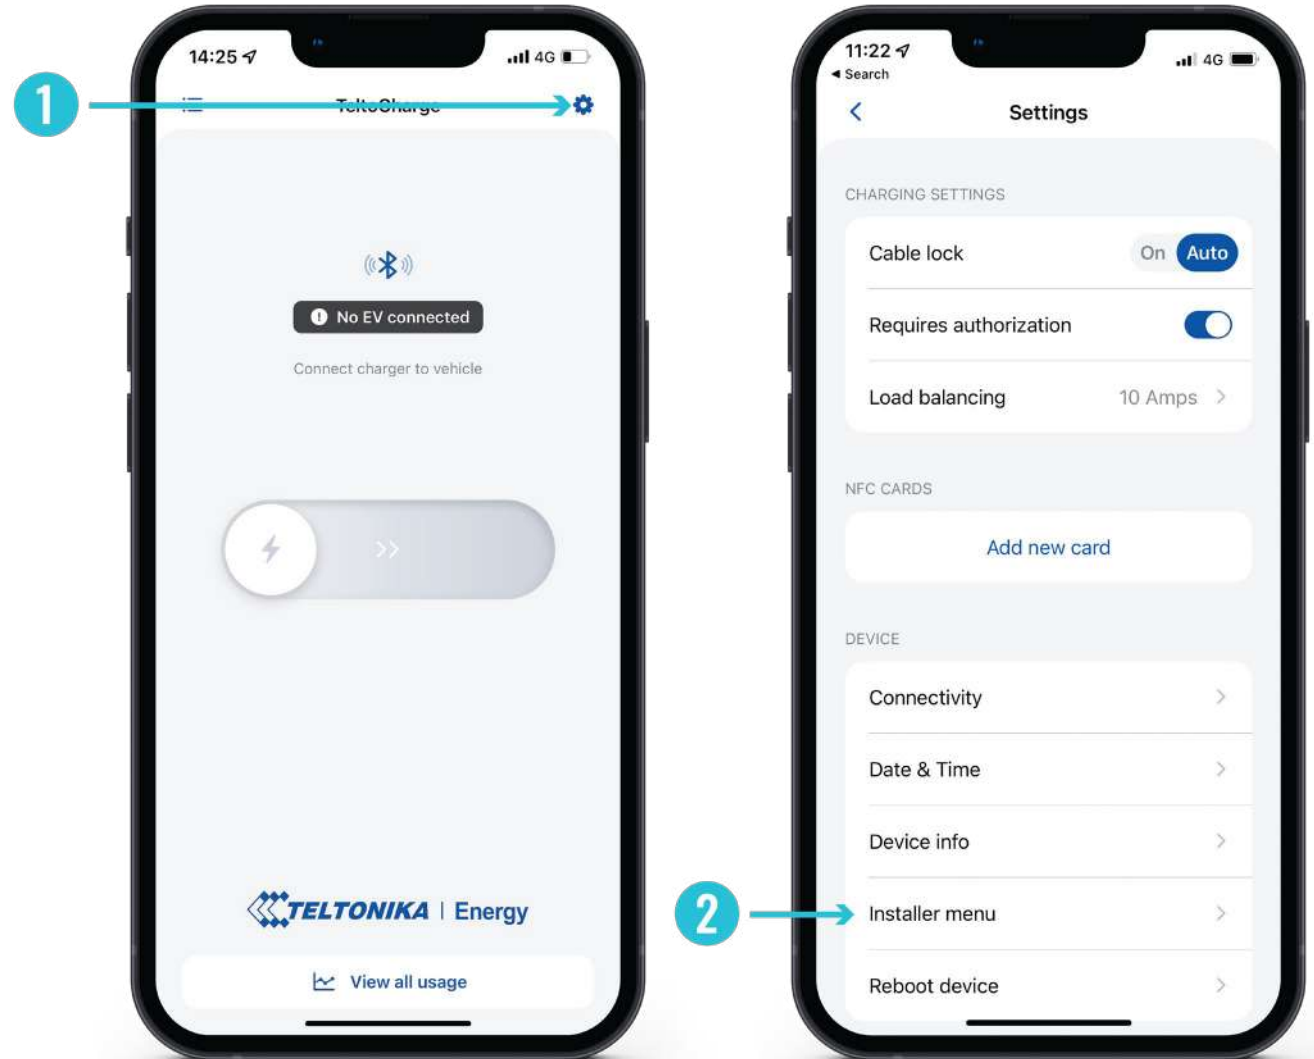 14:25
4G
1
TeltoCharge
No EV connected
Connect charger to vehicle
TELTONIKA | Energy
View all usage
11:22
4G
Search
Settings
CHARGING SETTINGS
Cable lock On Auto
Requires authorization
Load balancing 10 Amps
NFC CARDS
Add new card
DEVICE
Connectivity
Date & Time
Device info
2
Installer menu
Reboot device